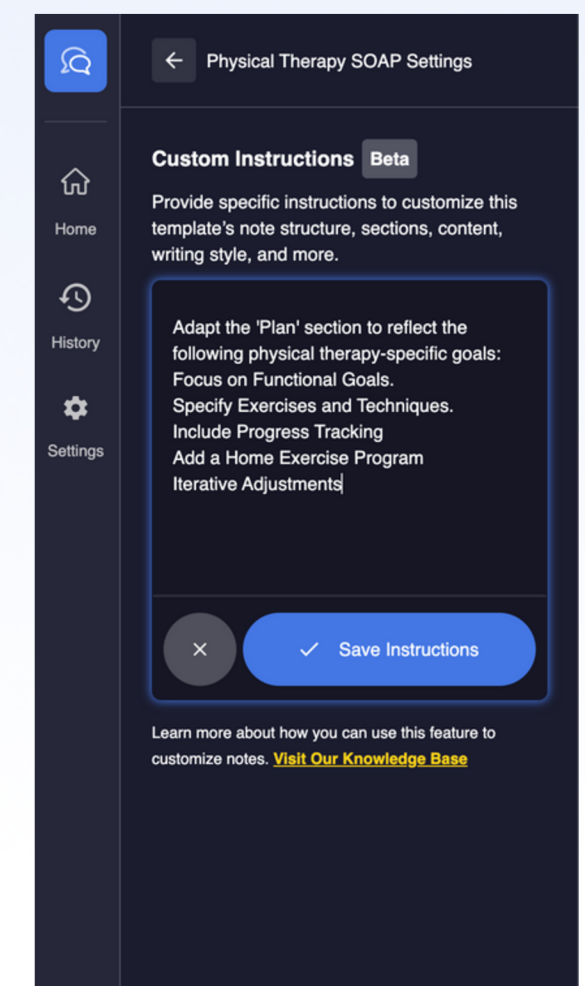 Physical Therapy SOAP Settings
Home
History
Settings
Custom Instructions Beta
Provide specific instructions to customize this
template's note structure, sections, content,
writing style, and more.
Adapt the 'Plan' section to reflect the
following physical therapy-specific goals:
Focus on Functional Goals.
Specify Exercises and Techniques.
Include Progress Tracking
Add a Home Exercise Program
Iterative Adjustments
Save Instructions
Learn more about how you can use this feature to
customize notes. Visit Our Knowledge Base